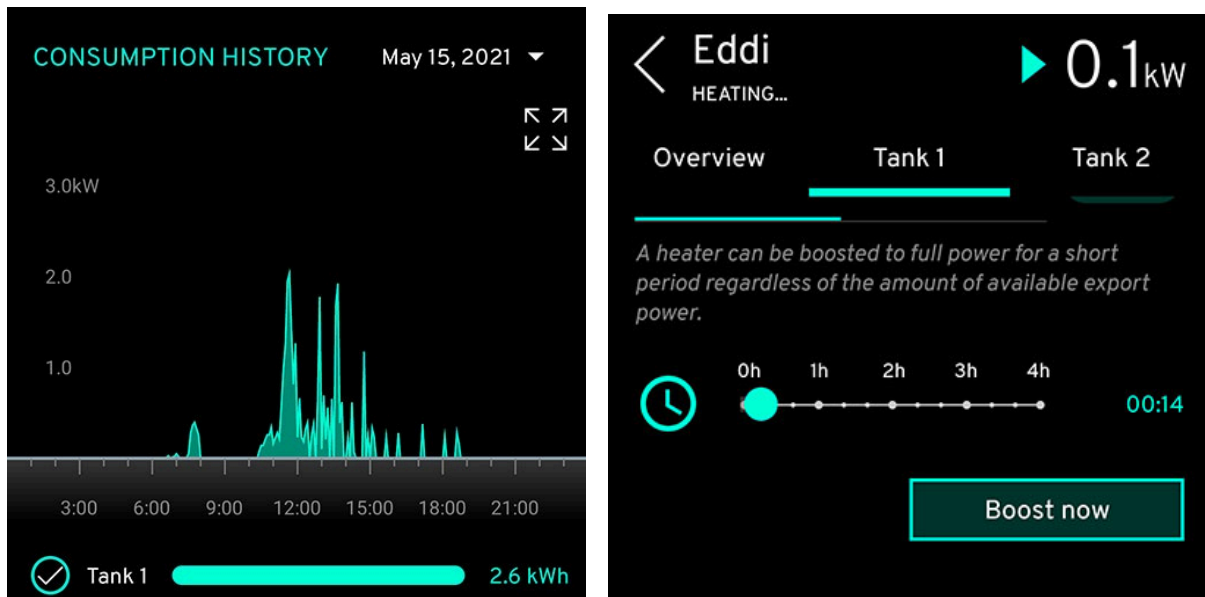 CONSUMPTION HISTORY May 15, 2021
3.0kW
2.0
1.0
3:00 6:00 9:00 12:00 15:00 18:00 21:00
Tank 1 2.6 kWh
Eddi
HEATING...
0.1kW
Overview Tank 1 Tank 2
A heater can be boosted to full power for a short
period regardless of the amount of available export
power.
0h 1h 2h 3h 4h
00:14
Boost now